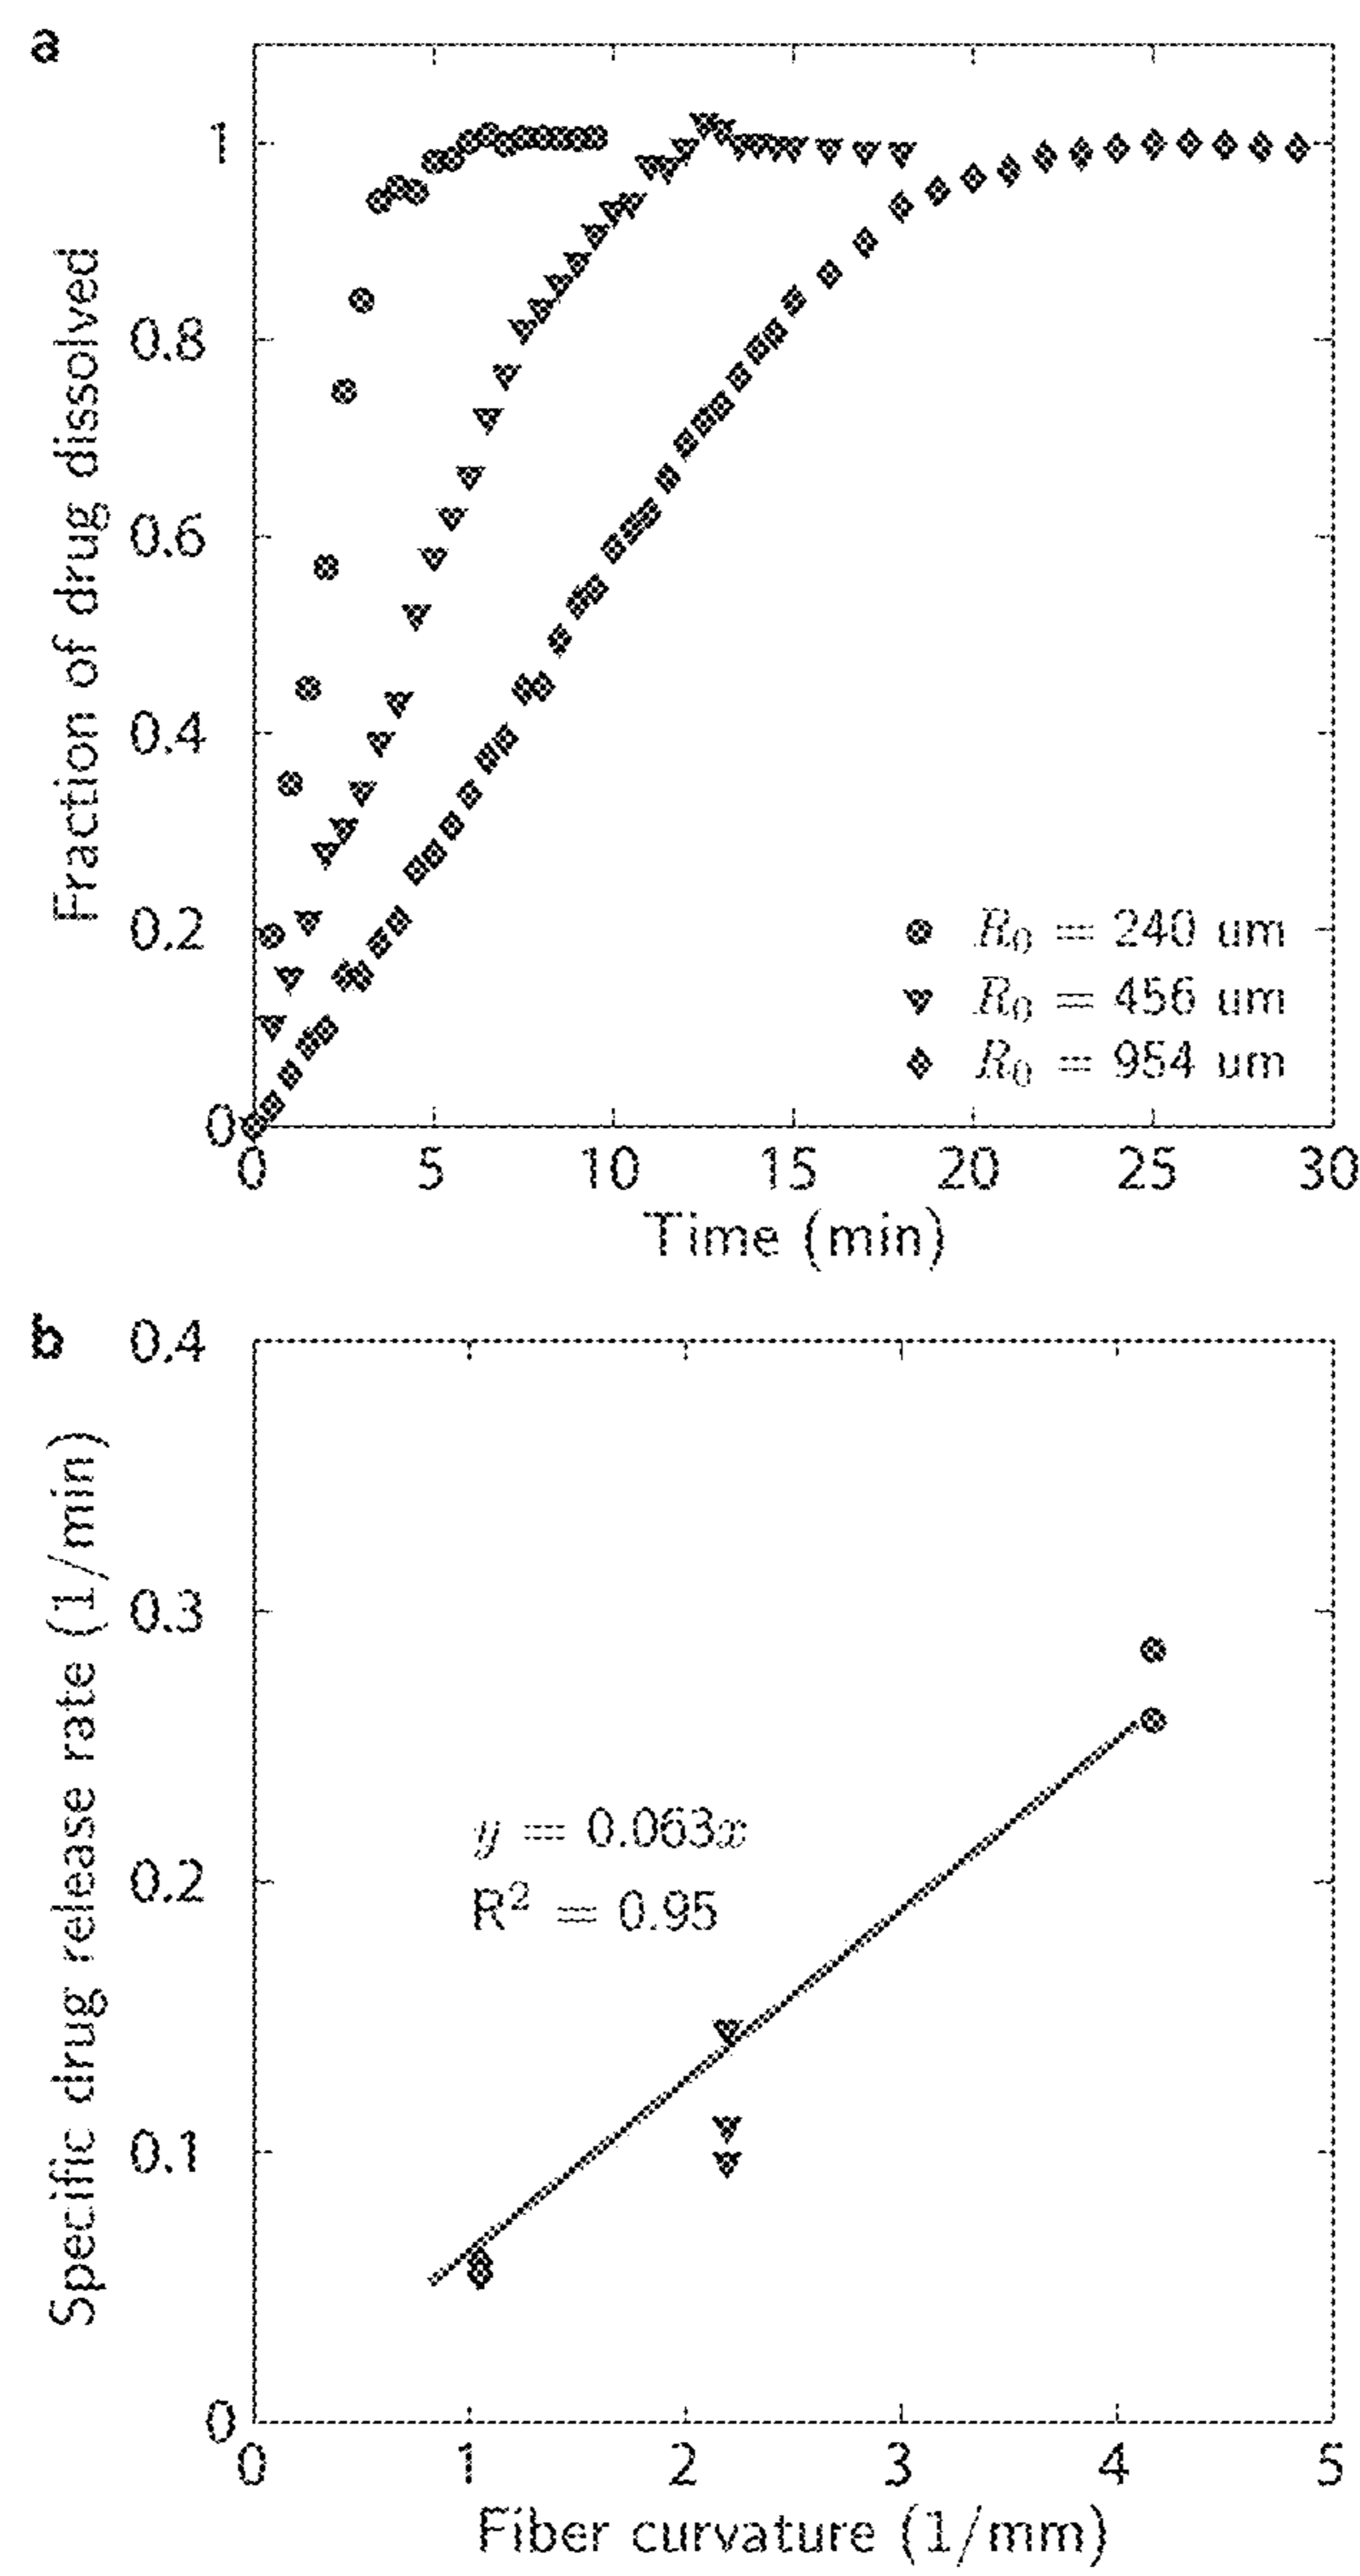 a
Fraction of drug dissolved
1
0.8
0.6
0.4
0.2
0
0 5 10 15 20 25 30
Time (min)
R₀ = 240 um
R₀ = 456 um
R₀ = 954 um
b
Specific drug release rate (1/min)
0.4
0.3
0.2
0.1
0
y = 0.063x
R² = 0.95
0 1 2 3 4 5
Fiber curvature (1/mm)